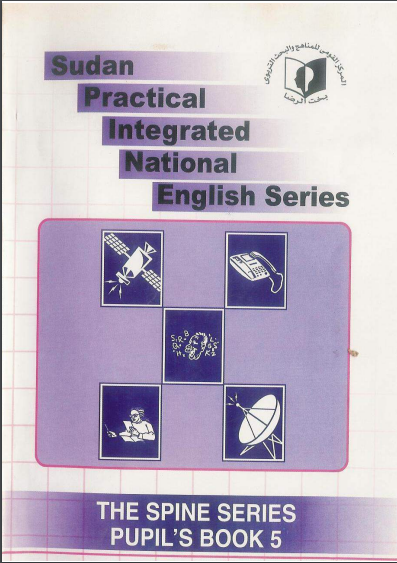 المركز القومي للمناهج والبحث التربوي
بخت الرضا
Sudan
Practical
Integrated
National
English Series
THE SPINE SERIES
PUPIL'S BOOK 5